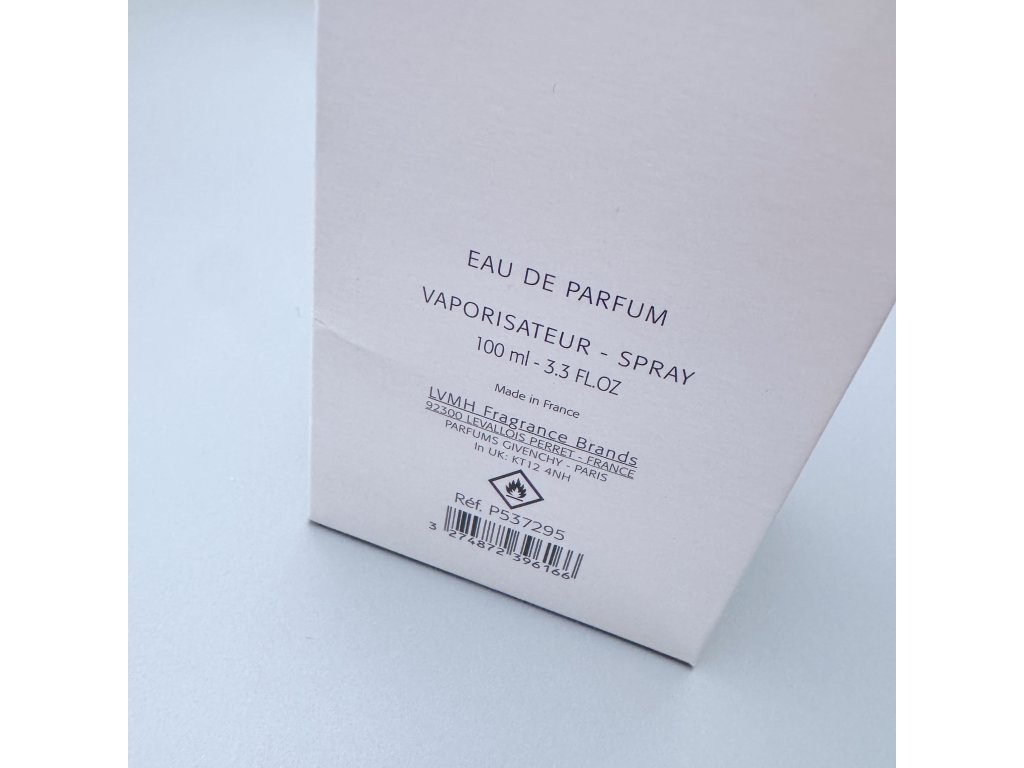 EAU DE PARFUM
VAPORISATEUR - SPRAY
100 ml - 3.3 FL.OZ
Made in France
LVMH Fragrance Brands
92300 LEVALLOIS PERRET - FRANCE
PARFUMS GIVENCHY - PARIS
In UK: KT12 4NH
Réf. P537295
3 274872 396166